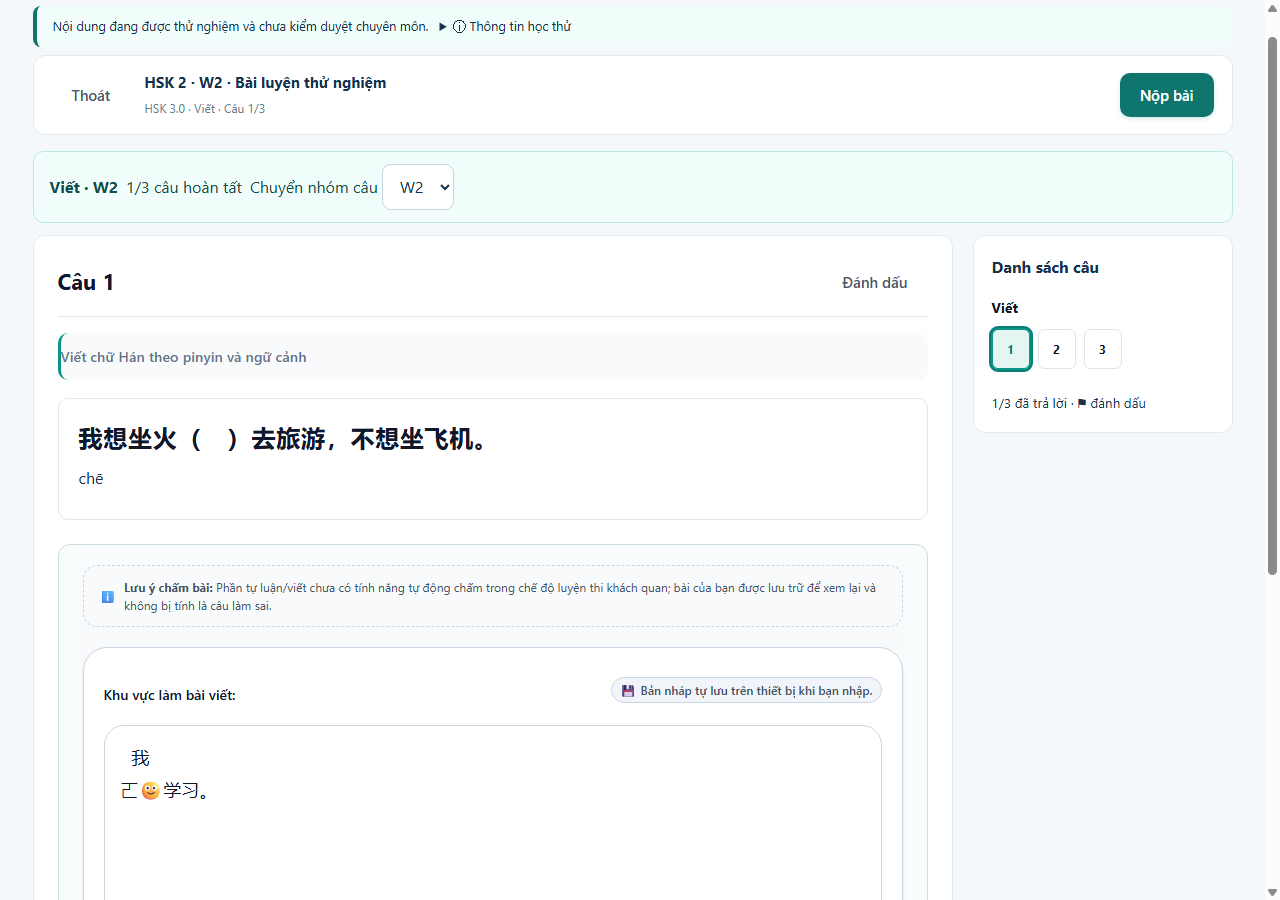 Nội dung đang được thử nghiệm và chưa kiểm duyệt chuyên môn. ▶ ⓘ Thông tin học thử
Thoát
HSK 2 · W2 · Bài luyện thử nghiệm
HSK 3.0 · Viết · Câu 1/3
Nộp bài
Viết · W2 1/3 câu hoàn tất Chuyển nhóm câu W2
Câu 1
Đánh dấu
Viết chữ Hán theo pinyin và ngữ cảnh
我想坐火（　）去旅游，不想坐飞机。
chē
Lưu ý chấm bài: Phần tự luận/viết chưa có tính năng tự động chấm trong chế độ luyện thi khách quan; bài của bạn được lưu trữ để xem lại và
không bị tính là câu làm sai.
Khu vực làm bài viết:
Bản nháp tự lưu trên thiết bị khi bạn nhập.
我
学习。
Danh sách câu
Viết
1 2 3
1/3 đã trả lời · ⚑ đánh dấu